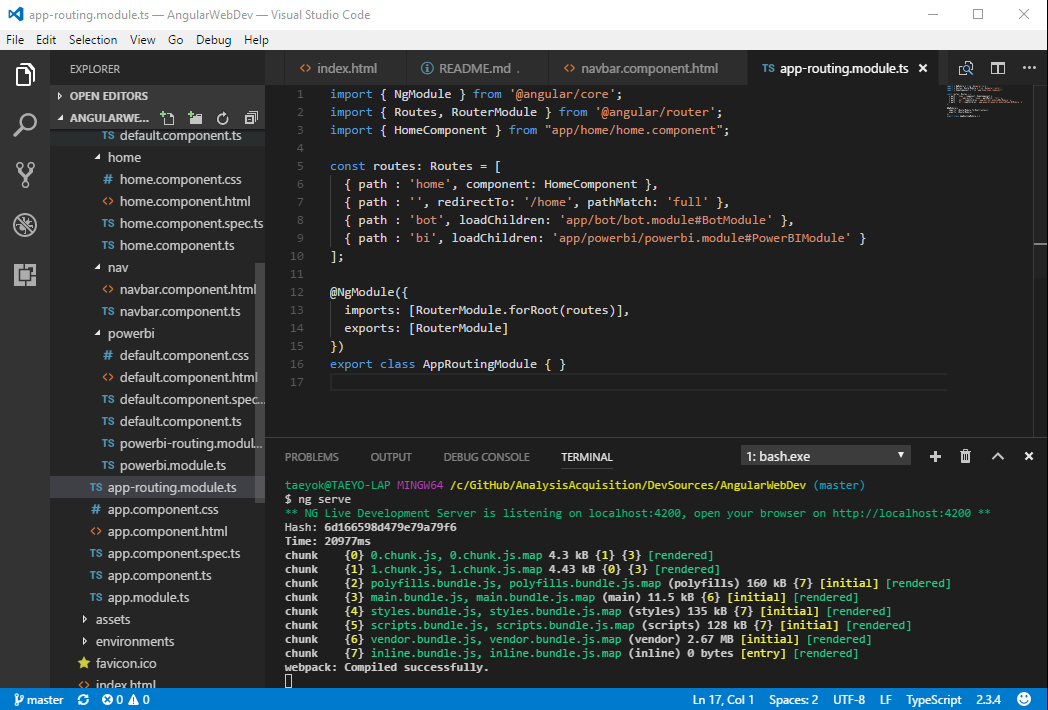 app-routing.module.ts — AngularWebDev — Visual Studio Code
File Edit Selection View Go Debug Help
EXPLORER
OPEN EDITORS
ANGULARWE...
default.component.ts
home
# home.component.css
<> home.component.html
TS home.component.spec.ts
TS home.component.ts
nav
<> navbar.component.html
TS navbar.component.ts
powerbi
# default.component.css
<> default.component.html
TS default.component.spec...
TS default.component.ts
TS powerbi-routing.modul...
TS powerbi.module.ts
TS app-routing.module.ts
# app.component.css
<> app.component.html
TS app.component.spec.ts
TS app.component.ts
TS app.module.ts
assets
environments
favicon.ico
<> index.html
<> index.html README.md . <> navbar.component.html TS app-routing.module.ts
1 import { NgModule } from '@angular/core';
2 import { Routes, RouterModule } from '@angular/router';
3 import { HomeComponent } from "app/home/home.component";
4
5 const routes: Routes = [
6 { path : 'home', component: HomeComponent },
7 { path : '', redirectTo: '/home', pathMatch: 'full' },
8 { path : 'bot', loadChildren: 'app/bot/bot.module#BotModule' },
9 { path : 'bi', loadChildren: 'app/powerbi/powerbi.module#PowerBIModule' }
10 ];
11
12 @NgModule({
13 imports: [RouterModule.forRoot(routes)],
14 exports: [RouterModule]
15 })
16 export class AppRoutingModule { }
17
PROBLEMS OUTPUT DEBUG CONSOLE TERMINAL 1: bash.exe
taeyok@TAEYO-LAP MINGW64 /c/GitHub/AnalysisAcquisition/DevSources/AngularWebDev (master)
$ ng serve
** NG Live Development Server is listening on localhost:4200, open your browser on http://localhost:4200 **
Hash: 6d166598d479e79a79f6
Time: 20977ms
chunk {0} 0.chunk.js, 0.chunk.js.map 4.3 kB {1} {3} [rendered]
chunk {1} 1.chunk.js, 1.chunk.js.map 4.43 kB {0} {3} [rendered]
chunk {2} polyfills.bundle.js, polyfills.bundle.js.map (polyfills) 160 kB {7} [initial] [rendered]
chunk {3} main.bundle.js, main.bundle.js.map (main) 11.5 kB {6} [initial] [rendered]
chunk {4} styles.bundle.js, styles.bundle.js.map (styles) 135 kB {7} [initial] [rendered]
chunk {5} scripts.bundle.js, scripts.bundle.js.map (scripts) 128 kB {7} [initial] [rendered]
chunk {6} vendor.bundle.js, vendor.bundle.js.map (vendor) 2.67 MB [initial] [rendered]
chunk {7} inline.bundle.js, inline.bundle.js.map (inline) 0 bytes [entry] [rendered]
webpack: Compiled successfully.
master 0 0 Ln 17, Col 1 Spaces: 2 UTF-8 LF TypeScript 2.3.4